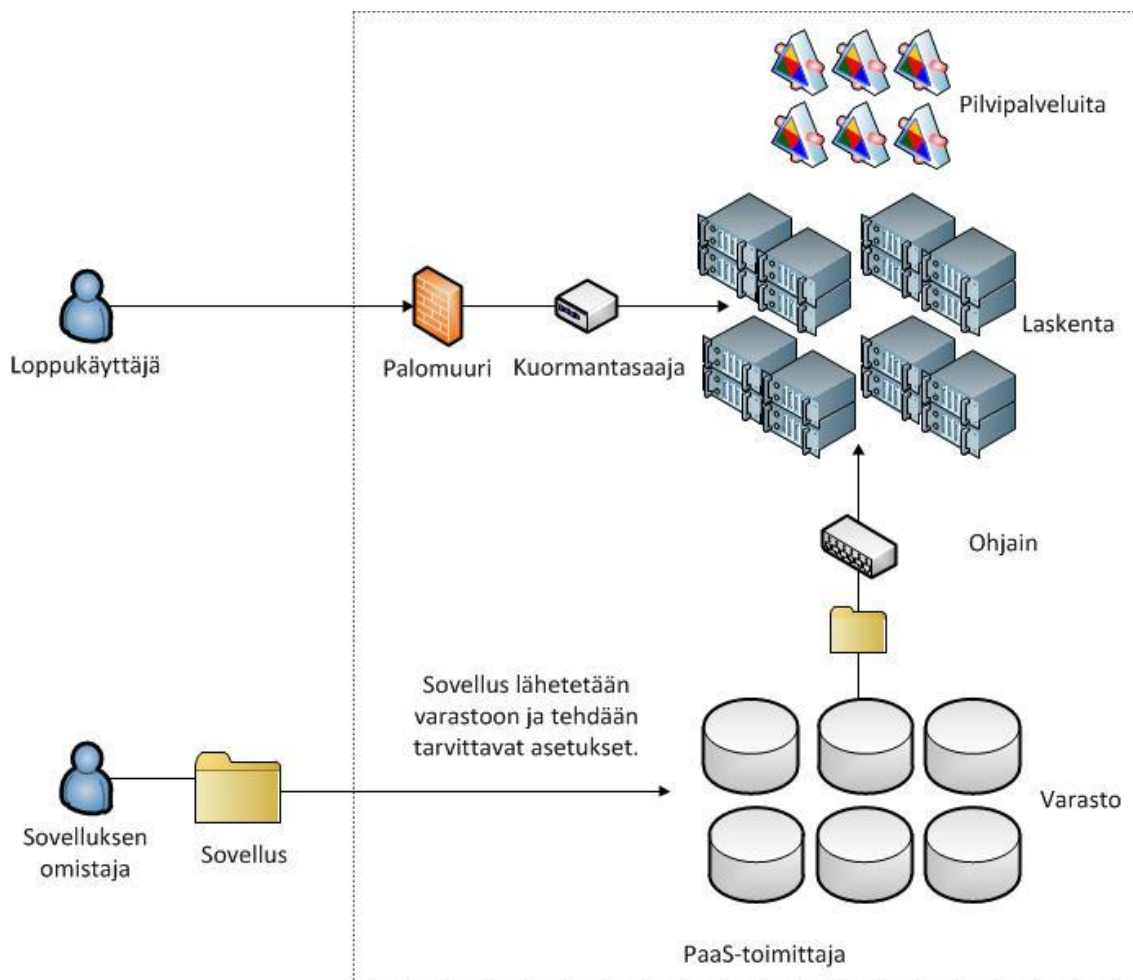 Pilvipalveluita
Laskenta
Loppukäyttäjä
Palomuuri
Kuormantasaaja
Ohjain
Sovellus lähetetään
varastoon ja tehdään
tarvittavat asetukset.
Varasto
Sovelluksen
omistaja
Sovellus
PaaS-toimittaja